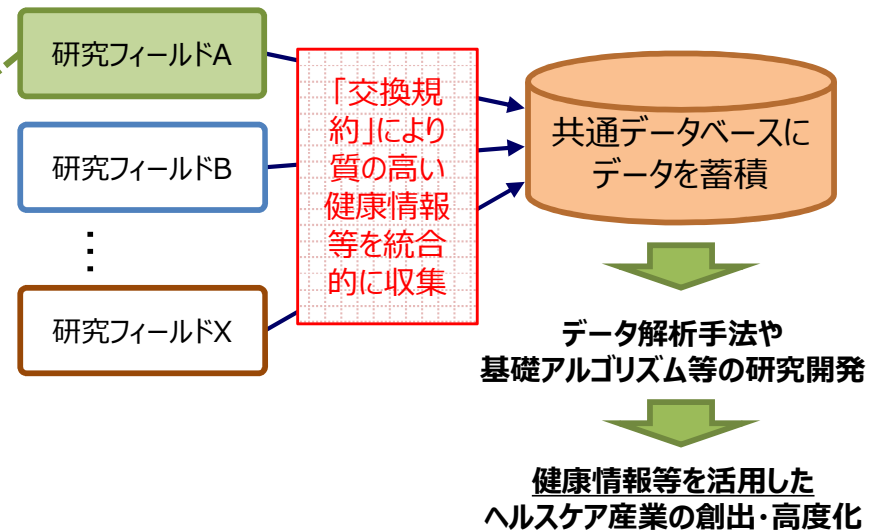 研究フィールドA
研究フィールドB
⋮
研究フィールドX
「交換規
約」により
質の高い
健康情報
等を統合
的に収集
共通データベースに
データを蓄積
データ解析手法や
基礎アルゴリズム等の研究開発
健康情報等を活用した
ヘルスケア産業の創出・高度化